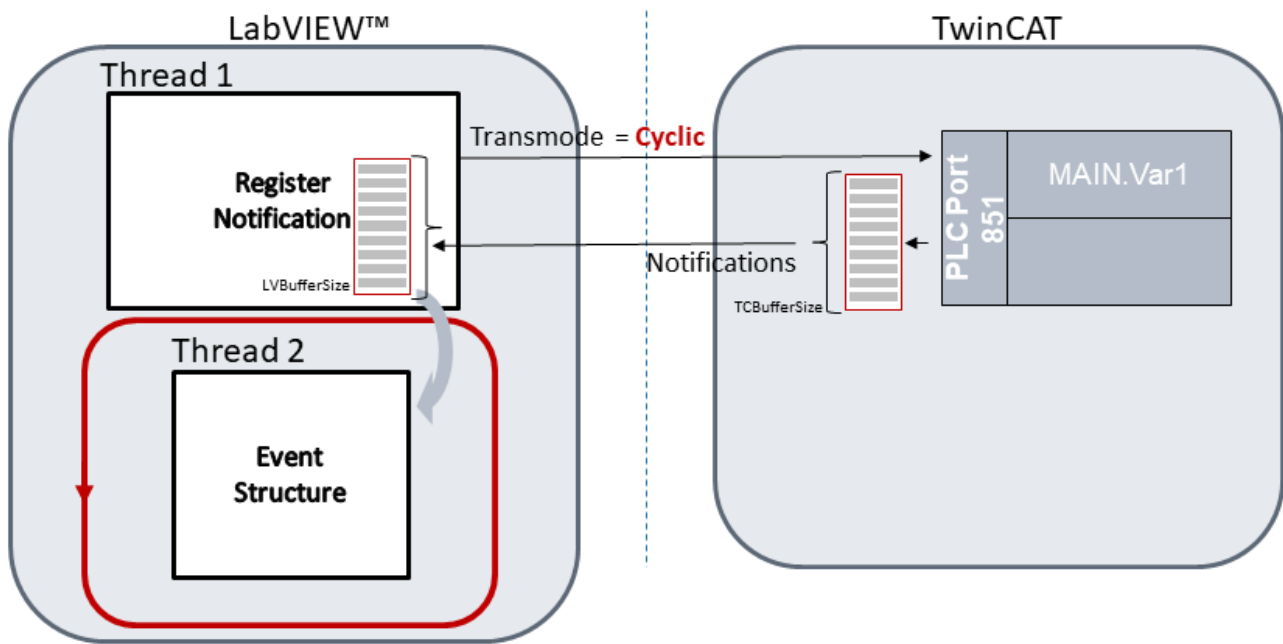 LabVIEW™
TwinCAT
Thread 1
Register
Notification
LVBufferSize
Transmode = Cyclic
Notifications
TCBufferSize
PLC Port
851
MAIN.Var1
Thread 2
Event
Structure